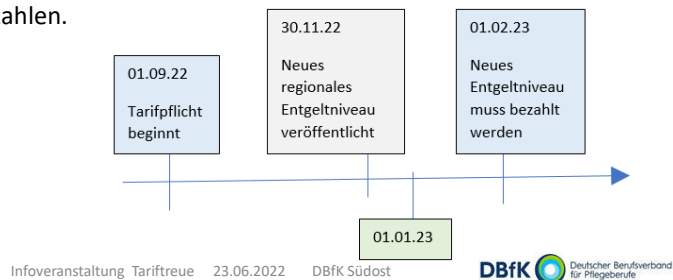 ahlen.
01.09.22
Tarifpflicht
beginnt
30.11.22
Neues
regionales
Entgeltniveau
veröffentlicht
01.02.23
Neues
Entgeltniveau
muss bezahlt
werden
01.01.23
Infoveranstaltung Tariftreue 23.06.2022 DBfK Südost
DBfK Deutscher Berufsverband
für Pflegeberufe